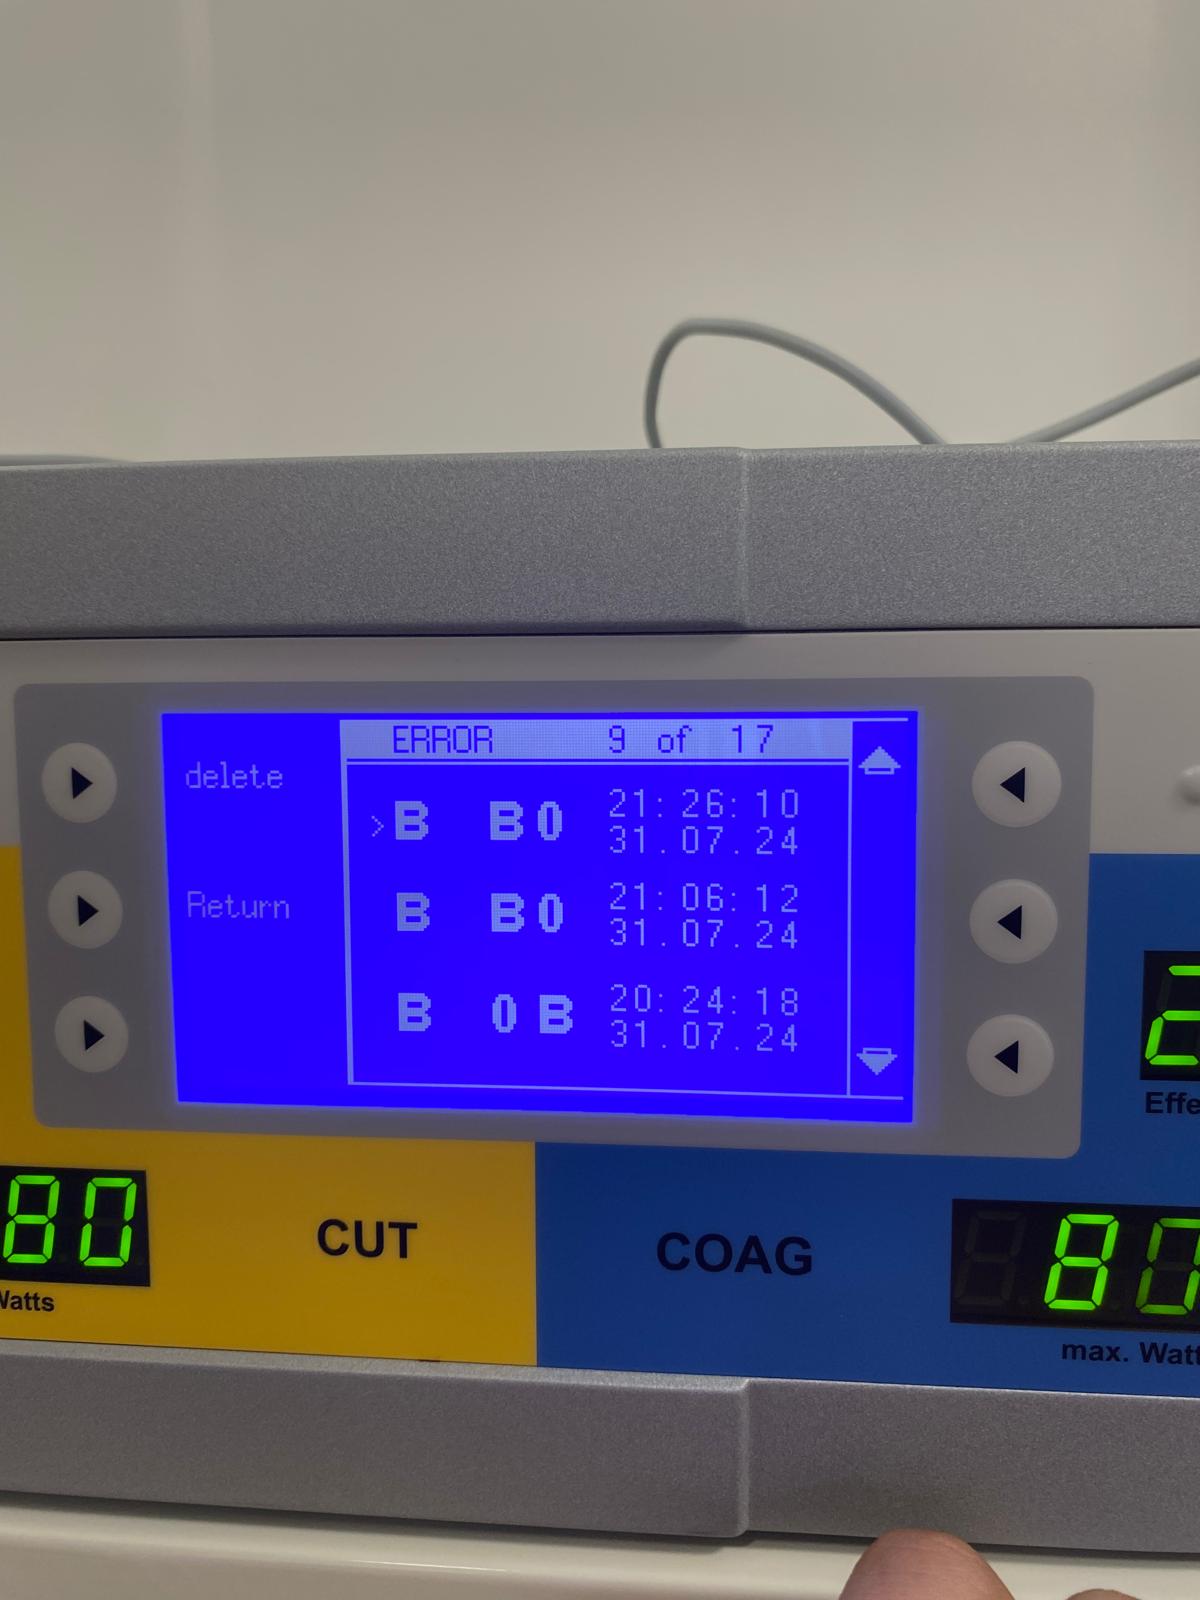 ERROR 9 of 17
delete
>B B0 21:26:10
31.07.24
Return
B B0 21:06:12
31.07.24
B 0B 20:24:18
31.07.24
2
Effe
80
Watts
CUT
COAG
80
max. Watt